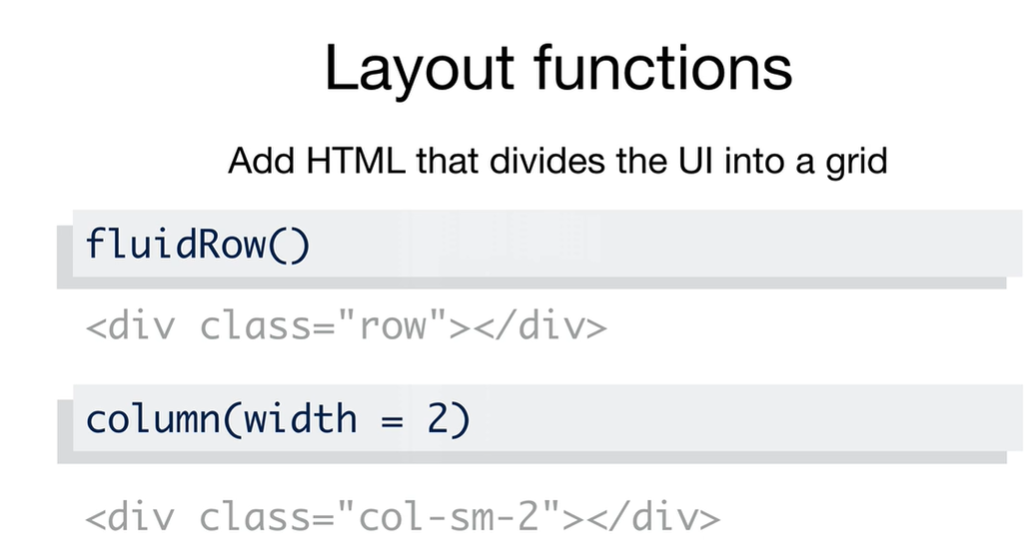 Layout functions
Add HTML that divides the UI into a grid
fluidRow()
<div class="row"></div>
column(width = 2)
<div class="col-sm-2"></div>